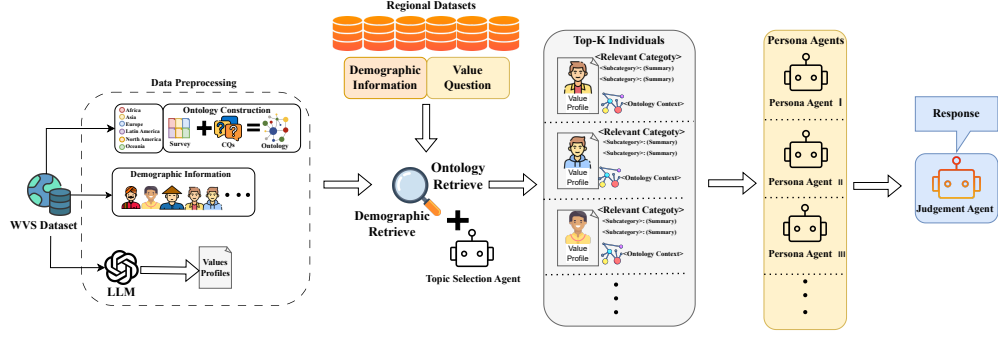 Regional Datasets
Demographic
Information
Value
Question
Data Preprocessing
Africa
Asia
Europe
Latin America
North America
Oceania
Ontology Construction
Survey
CQs
Ontology
Demographic Information
WVS Dataset
LLM
Values
Profiles
Ontology
Retrieve
Demographic
Retrieve
Topic Selection Agent
Top-K Individuals
<Relevant Categoty>
<Subcategory>: (Summary)
<Subcategory>: (Summary)
Value
Profile
<Ontology Context>
<Relevant Category>
<Subcategory>: (Summary)
<Subcategory>: (Summary)
Value
Profile
<Ontology Context>
<Relevant Categoty>
<Subcategory>: (Summary)
<Subcategory>: (Summary)
Value
Profile
<Ontology Context>
Persona Agents
Persona Agent I
Persona Agent II
Persona Agent III
Response
Judgement Agent